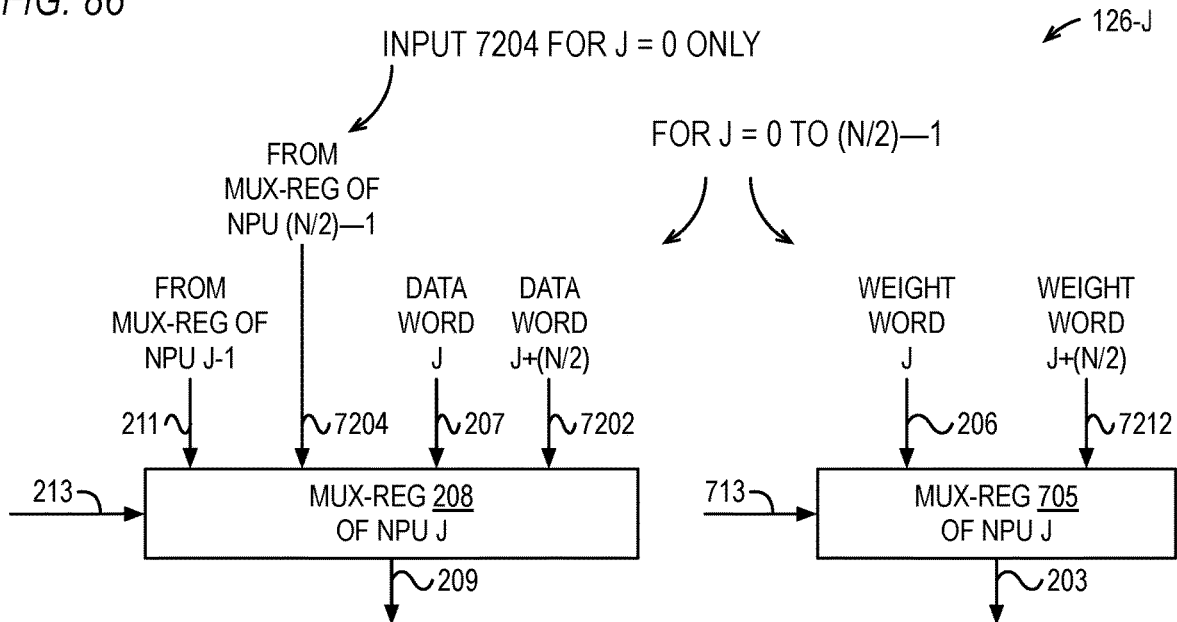 FIG. 86
126-J
INPUT 7204 FOR J = 0 ONLY
FOR J = 0 TO (N/2)—1
FROM
MUX-REG OF
NPU (N/2)—1
FROM
MUX-REG OF
NPU J-1
DATA
WORD
J
DATA
WORD
J+(N/2)
WEIGHT
WORD
J
WEIGHT
WORD
J+(N/2)
211
7204
207
7202
206
7212
213
MUX-REG 208
OF NPU J
713
MUX-REG 705
OF NPU J
209
203